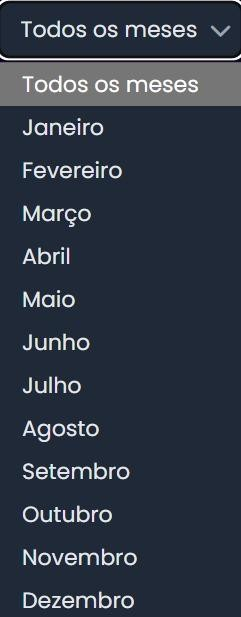 Todos os meses
Todos os meses
Janeiro
Fevereiro
Março
Abril
Maio
Junho
Julho
Agosto
Setembro
Outubro
Novembro
Dezembro